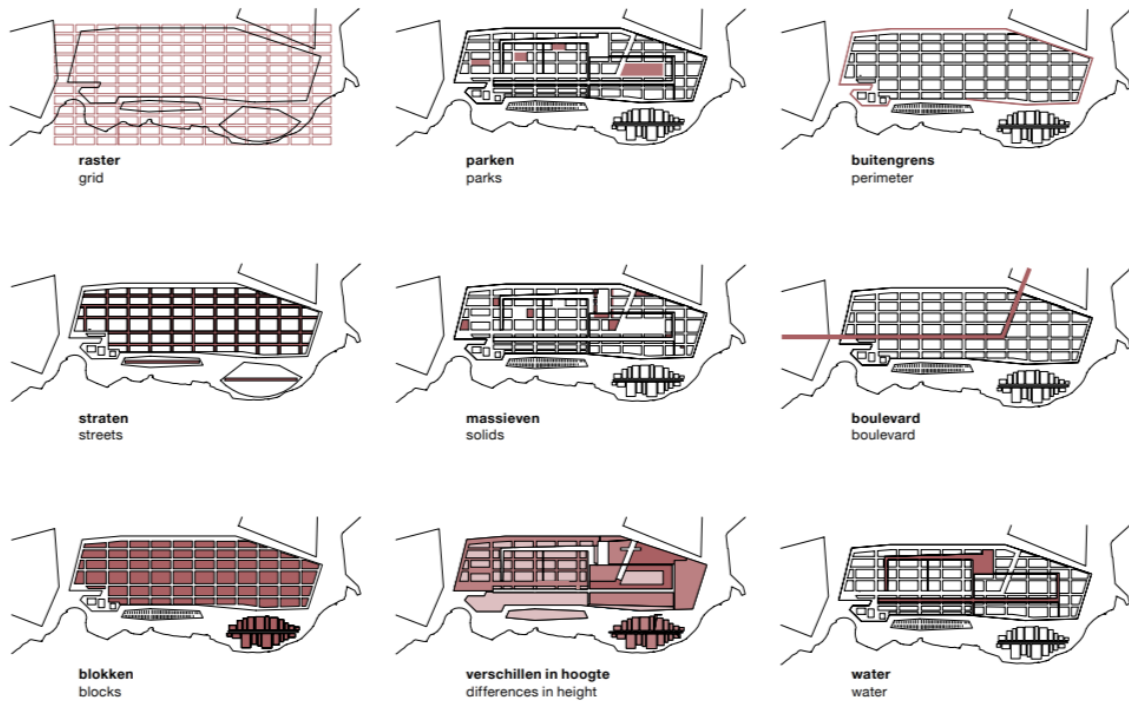 raster
grid
parken
parks
buitengrens
perimeter
straten
streets
massieven
solids
boulevard
boulevard
blokken
blocks
verschillen in hoogte
differences in height
water
water